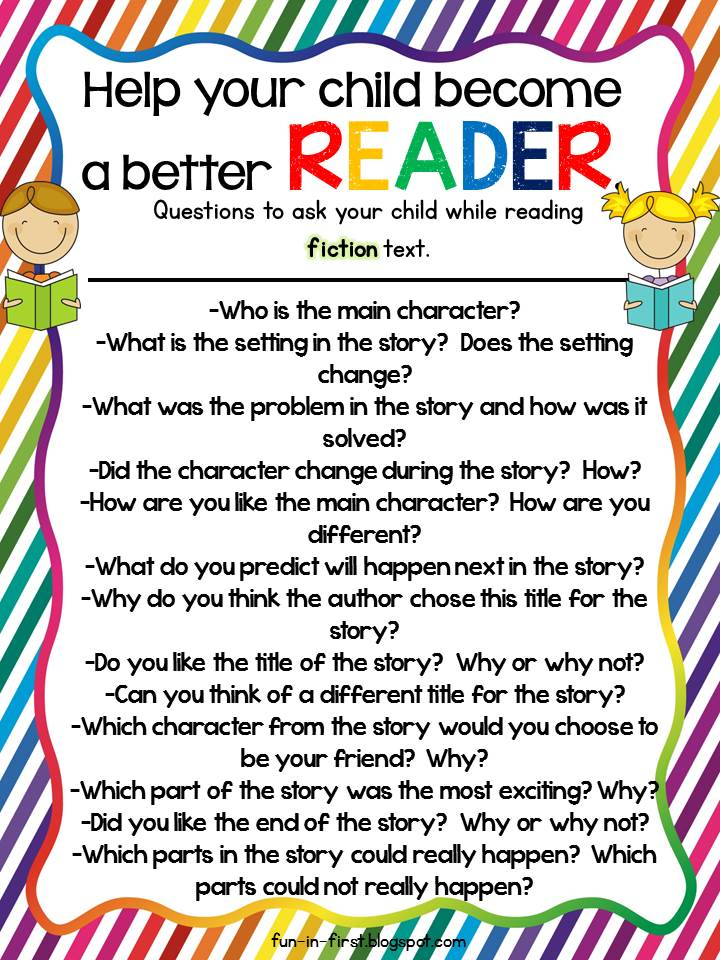 Help your child become
a better READER
Questions to ask your child while reading
fiction text.
-Who is the main character?
-What is the setting in the story? Does the setting
change?
-What was the problem in the story and how was it
solved?
-Did the character change during the story? How?
-How are you like the main character? How are you
different?
-What do you predict will happen next in the story?
-Why do you think the author chose this title for the
story?
-Do you like the title of the story? Why or why not?
-Can you think of a different title for the story?
-Which character from the story would you choose to
be your friend? Why?
-Which part of the story was the most exciting? Why?
-Did you like the end of the story? Why or why not?
-Which parts in the story could really happen? Which
parts could not really happen?
fun-in-first.blogspot.com